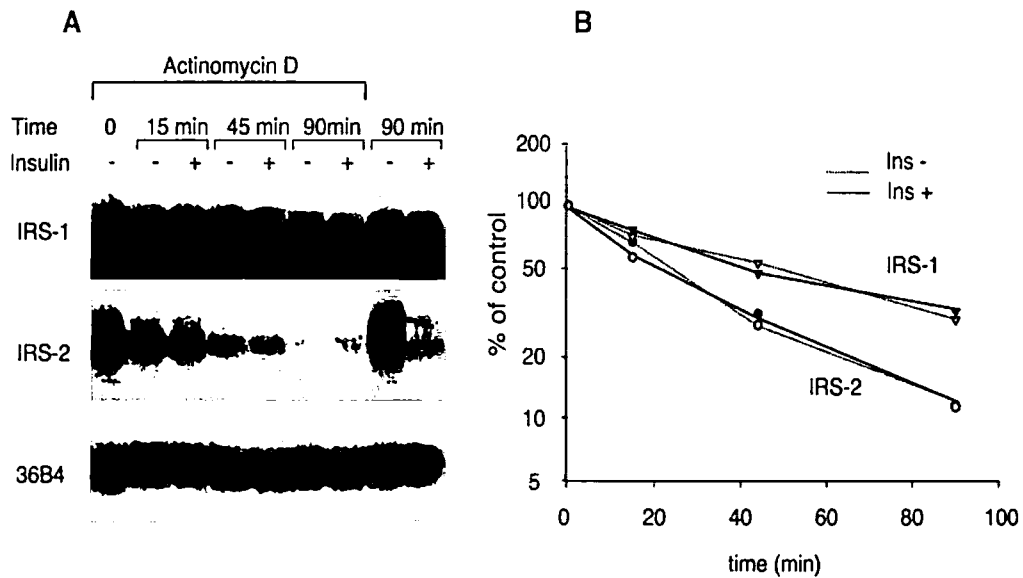 A
Actinomycin D
Time 0 15 min 45 min 90min 90 min
Insulin - - + - + - + - +
IRS-1
IRS-2
36B4
B
% of control
200
100
50
20
10
5
Ins -
Ins +
IRS-1
IRS-2
0 20 40 60 80 100
time (min)